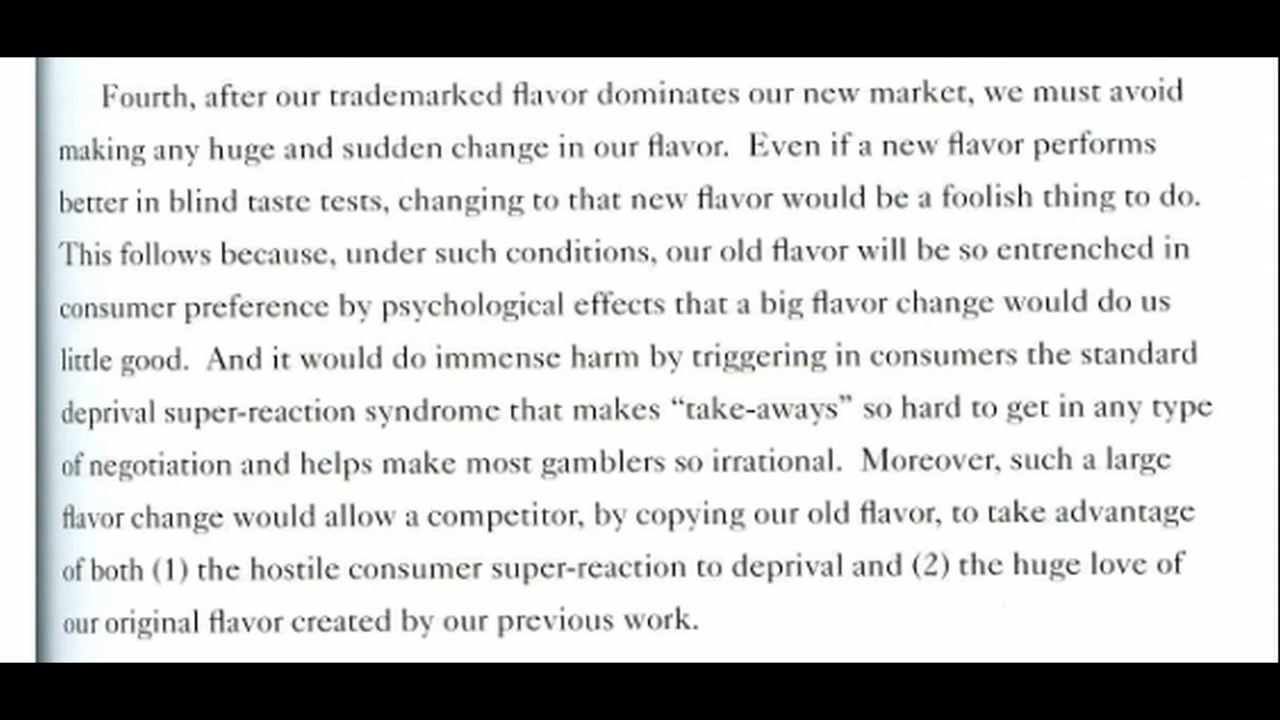 Fourth, after our trademarked flavor dominates our new market, we must avoid
making any huge and sudden change in our flavor. Even if a new flavor performs
better in blind taste tests, changing to that new flavor would be a foolish thing to do.
This follows because, under such conditions, our old flavor will be so entrenched in
consumer preference by psychological effects that a big flavor change would do us
little good. And it would do immense harm by triggering in consumers the standard
deprival super-reaction syndrome that makes “take-aways” so hard to get in any type
of negotiation and helps make most gamblers so irrational. Moreover, such a large
flavor change would allow a competitor, by copying our old flavor, to take advantage
of both (1) the hostile consumer super-reaction to deprival and (2) the huge love of
our original flavor created by our previous work.